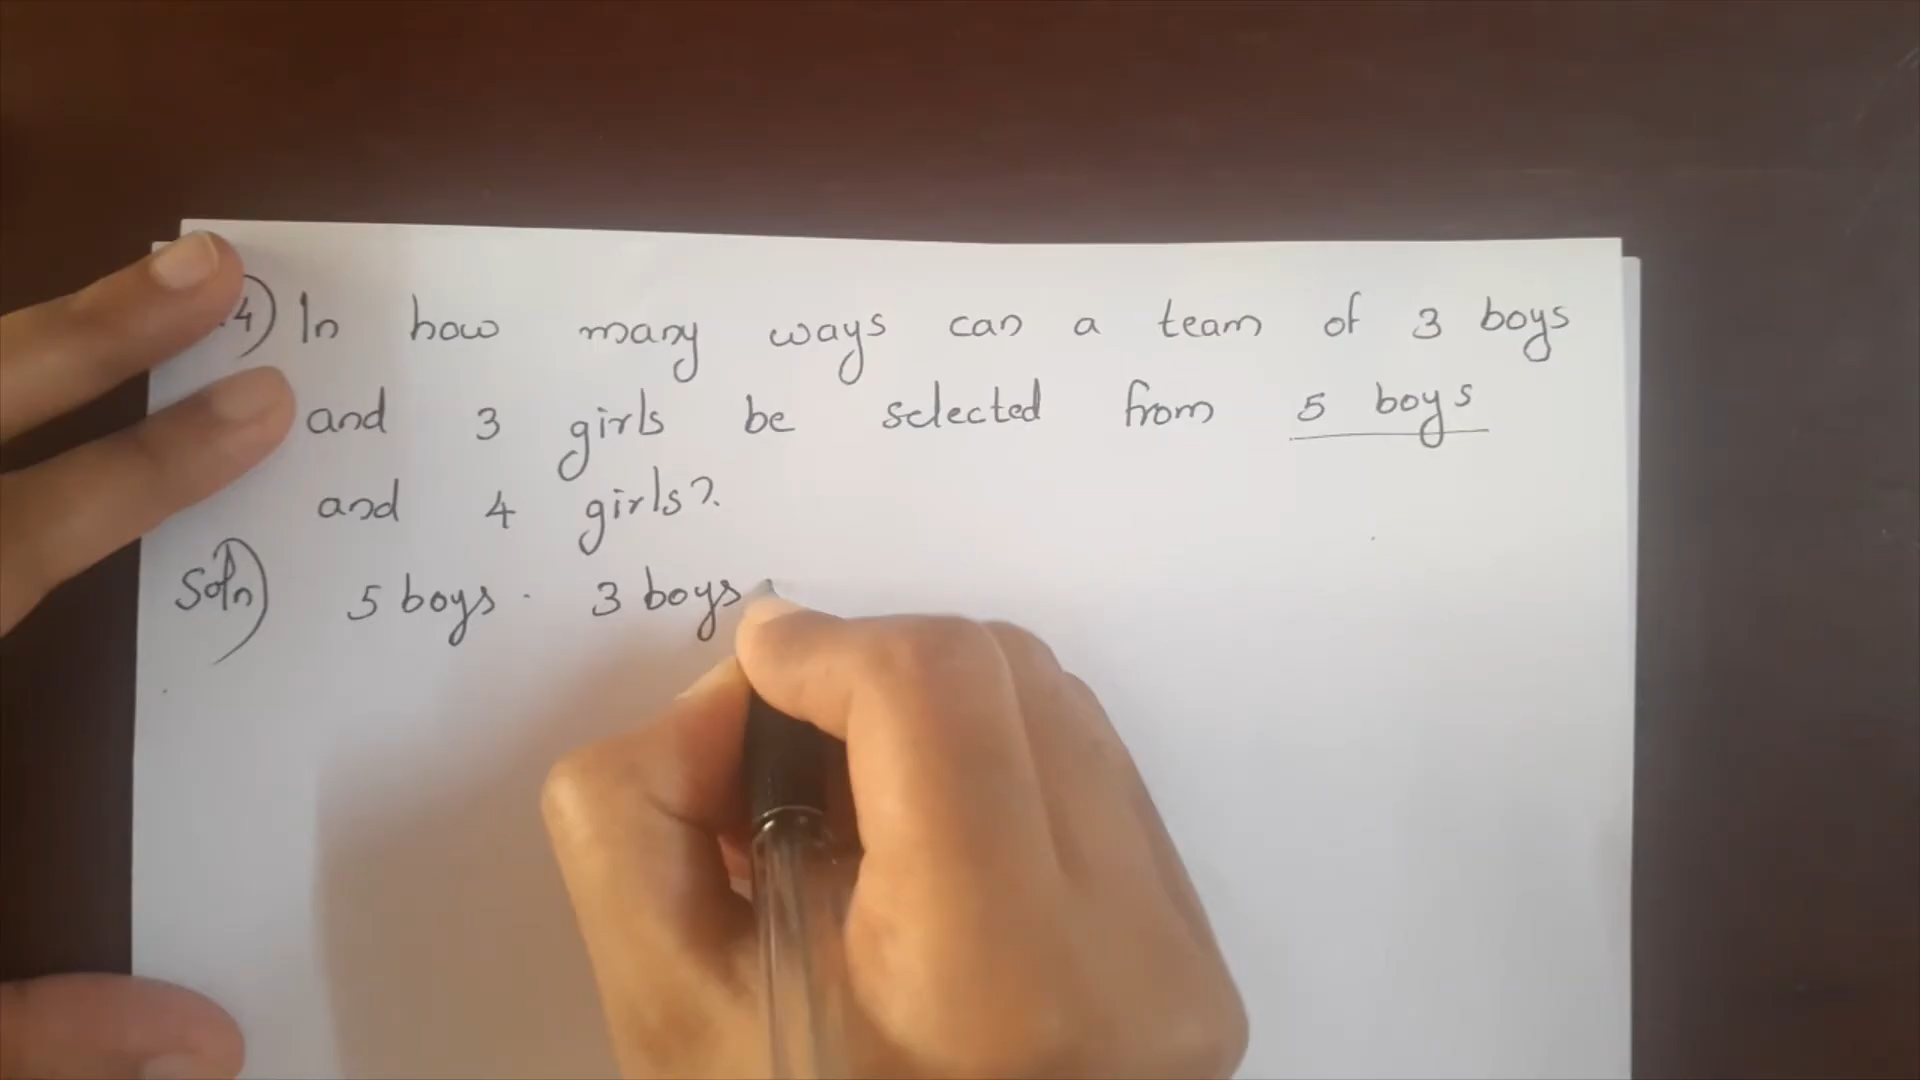 4) In how many ways can a team of 3 boys
and 3 girls be selected from 5 boys
and 4 girls?
Soln) 5 boys . 3 boys